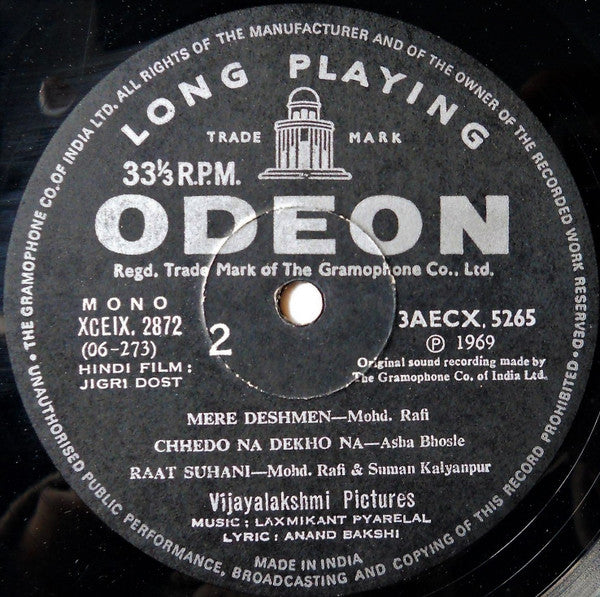 UNAUTHORISED PUBLIC PERFORMANCE, BROADCASTING AND COPYING OF THIS RECORD PROHIBITED • THE GRAMOPHONE CO. OF INDIA LTD. ALL RIGHTS OF THE MANUFACTURER AND OF THE OWNER OF THE RECORDED WORK RESERVED •
LONG PLAYING
TRADE MARK
33⅓ R.P.M.
ODEON
Regd. Trade Mark of The Gramophone Co., Ltd.
MONO
XCEIX. 2872
(06-273)
HINDI FILM :
JIGRI DOST
2
3AECX. 5265
Ⓟ 1969
Original sound recording made by
The Gramophone Co. of India Ltd.
MERE DESHMEN—Mohd. Rafi
CHHEDO NA DEKHO NA—Asha Bhosle
RAAT SUHANI—Mohd. Rafi & Suman Kalyanpur
Vijayalakshmi Pictures
MUSIC : LAXMIKANT PYARELAL
LYRIC : ANAND BAKSHI
MADE IN INDIA